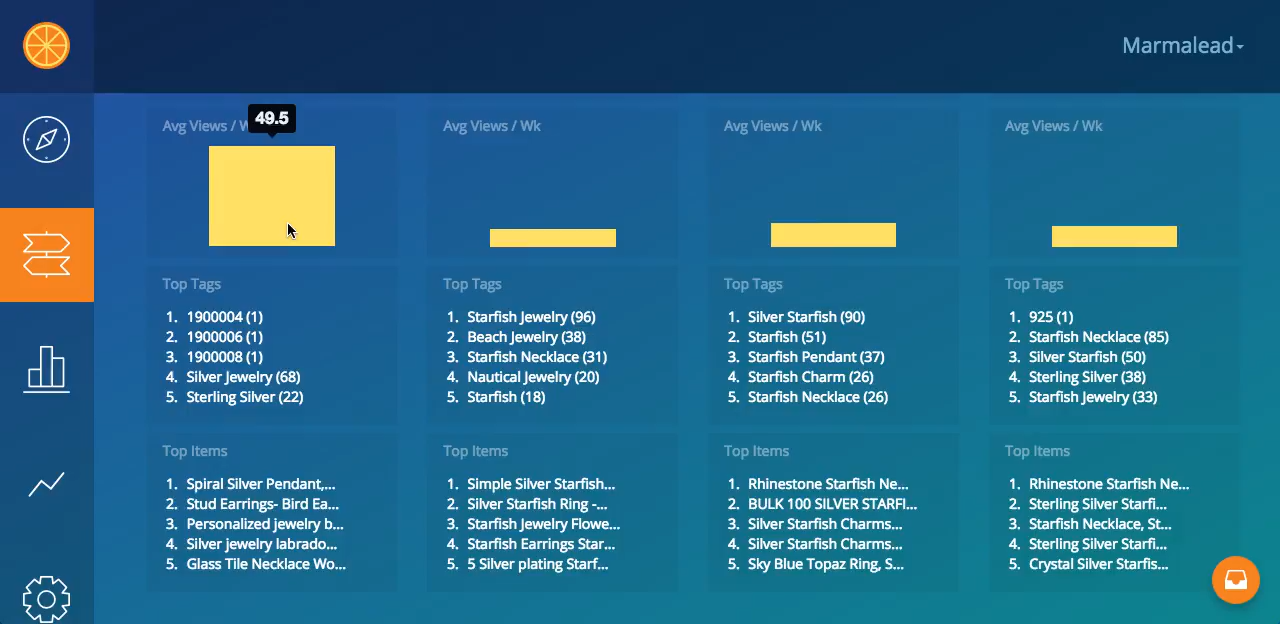 Marmalead
49.5
Avg Views / W
Avg Views / Wk
Avg Views / Wk
Avg Views / Wk
Top Tags
1. 1900004 (1)
2. 1900006 (1)
3. 1900008 (1)
4. Silver Jewelry (68)
5. Sterling Silver (22)
Top Tags
1. Starfish Jewelry (96)
2. Beach Jewelry (38)
3. Starfish Necklace (31)
4. Nautical Jewelry (20)
5. Starfish (18)
Top Tags
1. Silver Starfish (90)
2. Starfish (51)
3. Starfish Pendant (37)
4. Starfish Charm (26)
5. Starfish Necklace (26)
Top Tags
1. 925 (1)
2. Starfish Necklace (85)
3. Silver Starfish (50)
4. Sterling Silver (38)
5. Starfish Jewelry (33)
Top Items
1. Spiral Silver Pendant,...
2. Stud Earrings- Bird Ea...
3. Personalized jewelry b...
4. Silver jewelry labrado...
5. Glass Tile Necklace Wo...
Top Items
1. Simple Silver Starfish...
2. Silver Starfish Ring -...
3. Starfish Jewelry Flowe...
4. Starfish Earrings Star...
5. 5 Silver plating Starf...
Top Items
1. Rhinestone Starfish Ne...
2. BULK 100 SILVER STARFI...
3. Silver Starfish Charms...
4. Silver Starfish Charms...
5. Sky Blue Topaz Ring, S...
Top Items
1. Rhinestone Starfish Ne...
2. Sterling Silver Starfi...
3. Starfish Necklace, St...
4. Sterling Silver Starfi...
5. Crystal Silver Starfis...